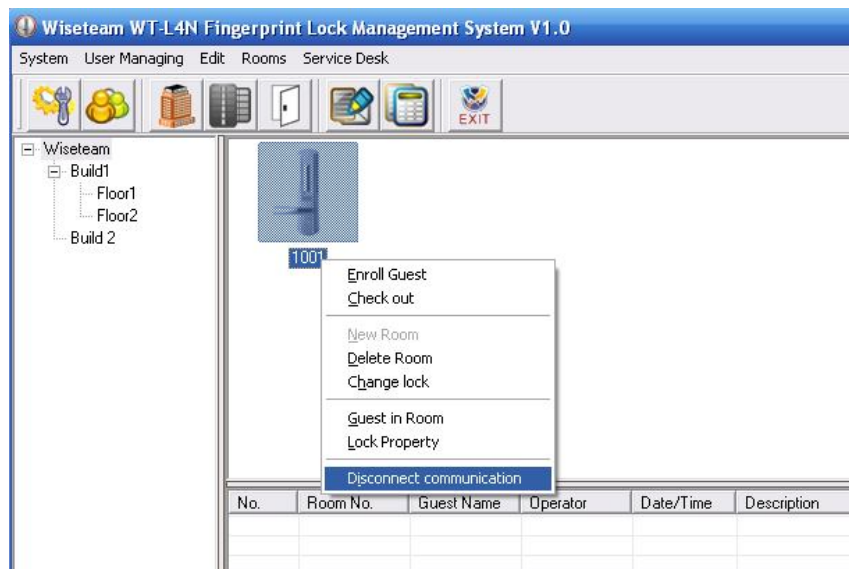 Wiseteam WT-L4N Fingerprint Lock Management System V1.0
System User Managing Edit Rooms Service Desk
EXIT
Wiseteam
Build1
Floor1
Floor2
Build 2
1001
Enroll Guest
Check out
New Room
Delete Room
Change lock
Guest in Room
Lock Property
Disconnect communication
No. Room No. Guest Name Operator Date/Time Description